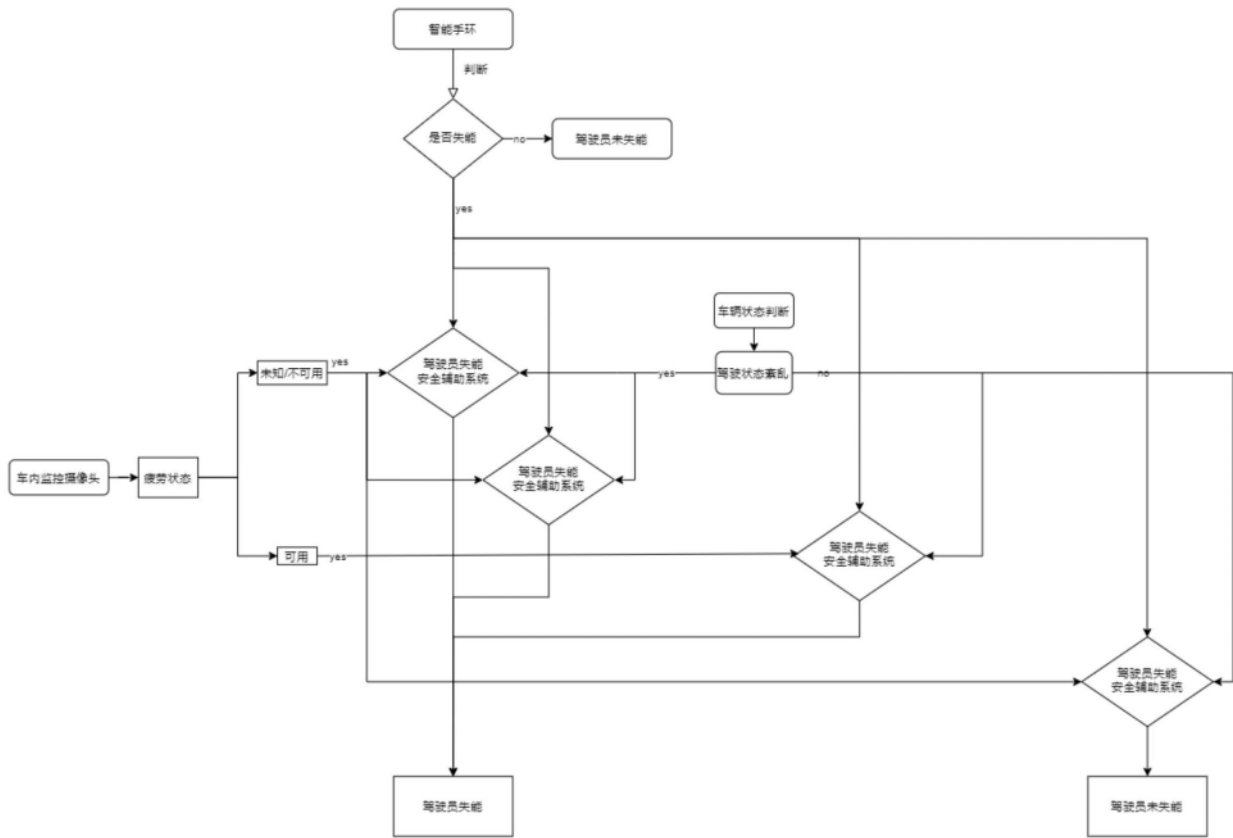 智能手环
判断
是否失能
no
驾驶员未失能
yes
车辆状态判断
驾驶员失能
安全辅助系统
未知/不可用
yes
yes
驾驶状态紊乱
no
驾驶员失能
安全辅助系统
车内监控摄像头
疲劳状态
驾驶员失能
安全辅助系统
可用
yes
驾驶员失能
安全辅助系统
驾驶员失能
驾驶员未失能